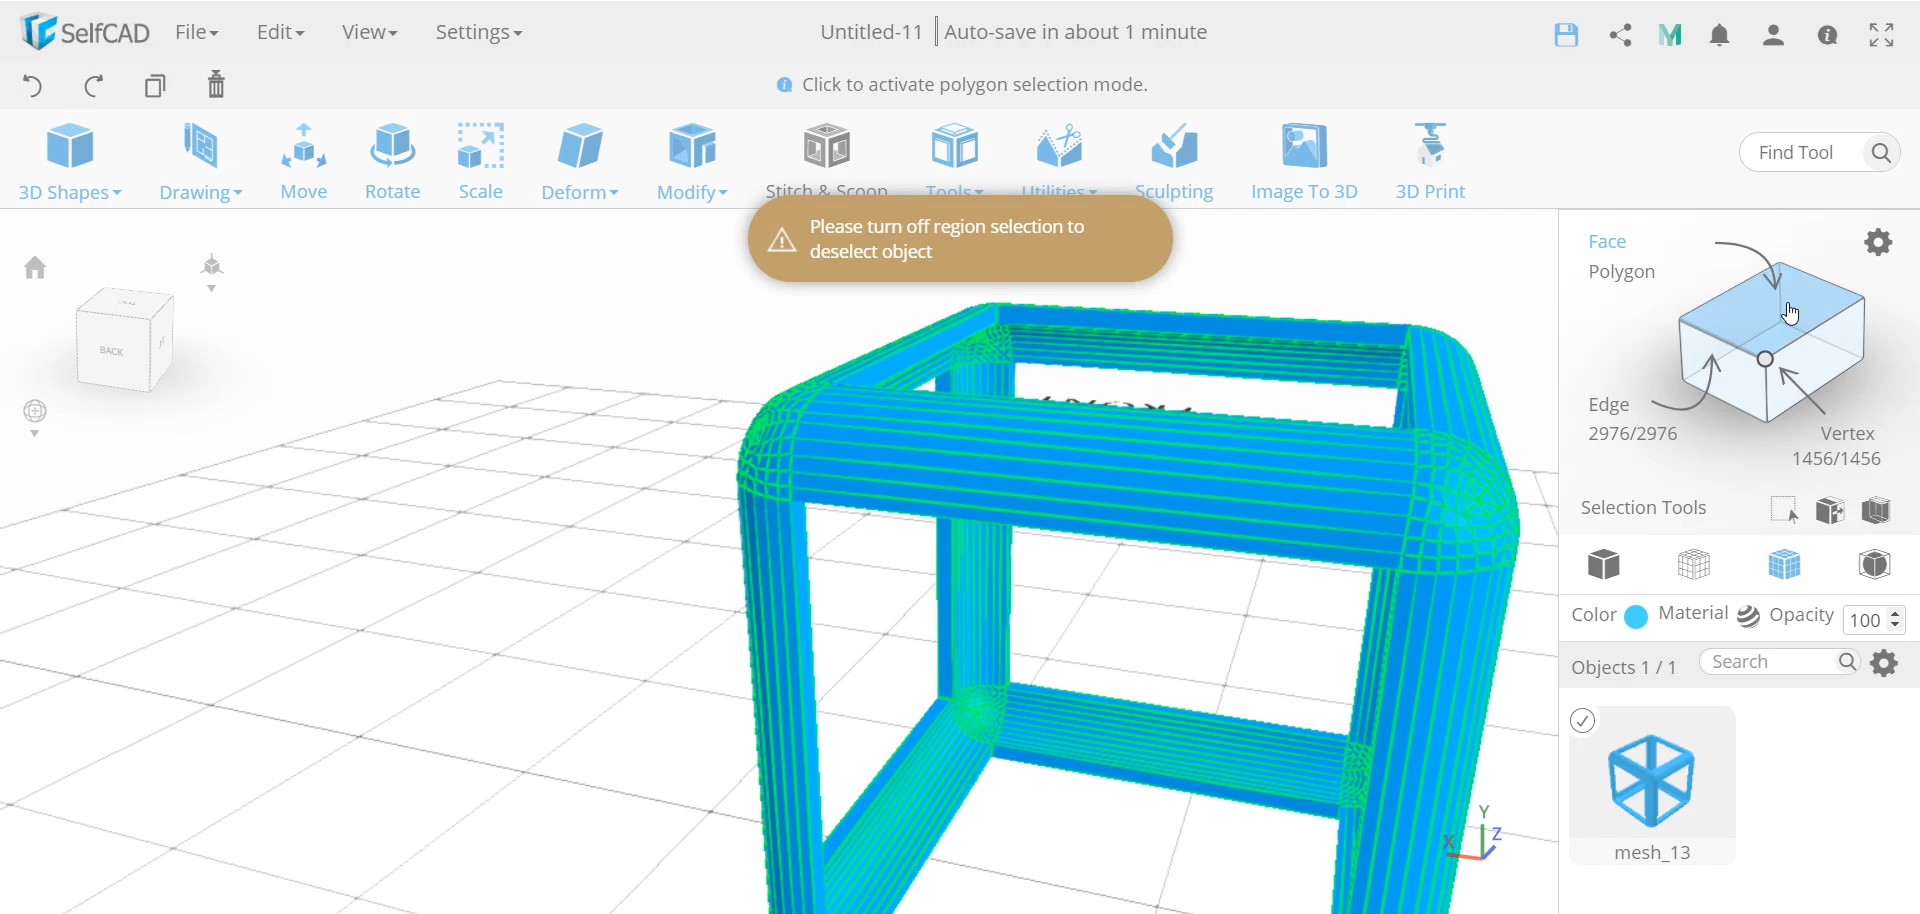 SelfCAD File Edit View Settings Untitled-11 Auto-save in about 1 minute
Click to activate polygon selection mode.
3D Shapes Drawing Move Rotate Scale Deform Modify Stitch & Scoop Tools Utilities Sculpting Image To 3D 3D Print
Find Tool
Please turn off region selection to
deselect object
Face
Polygon
BACK
Edge
2976/2976
Vertex
1456/1456
Selection Tools
Color Material Opacity 100
Objects 1 / 1 Search
Y
X Z
mesh_13